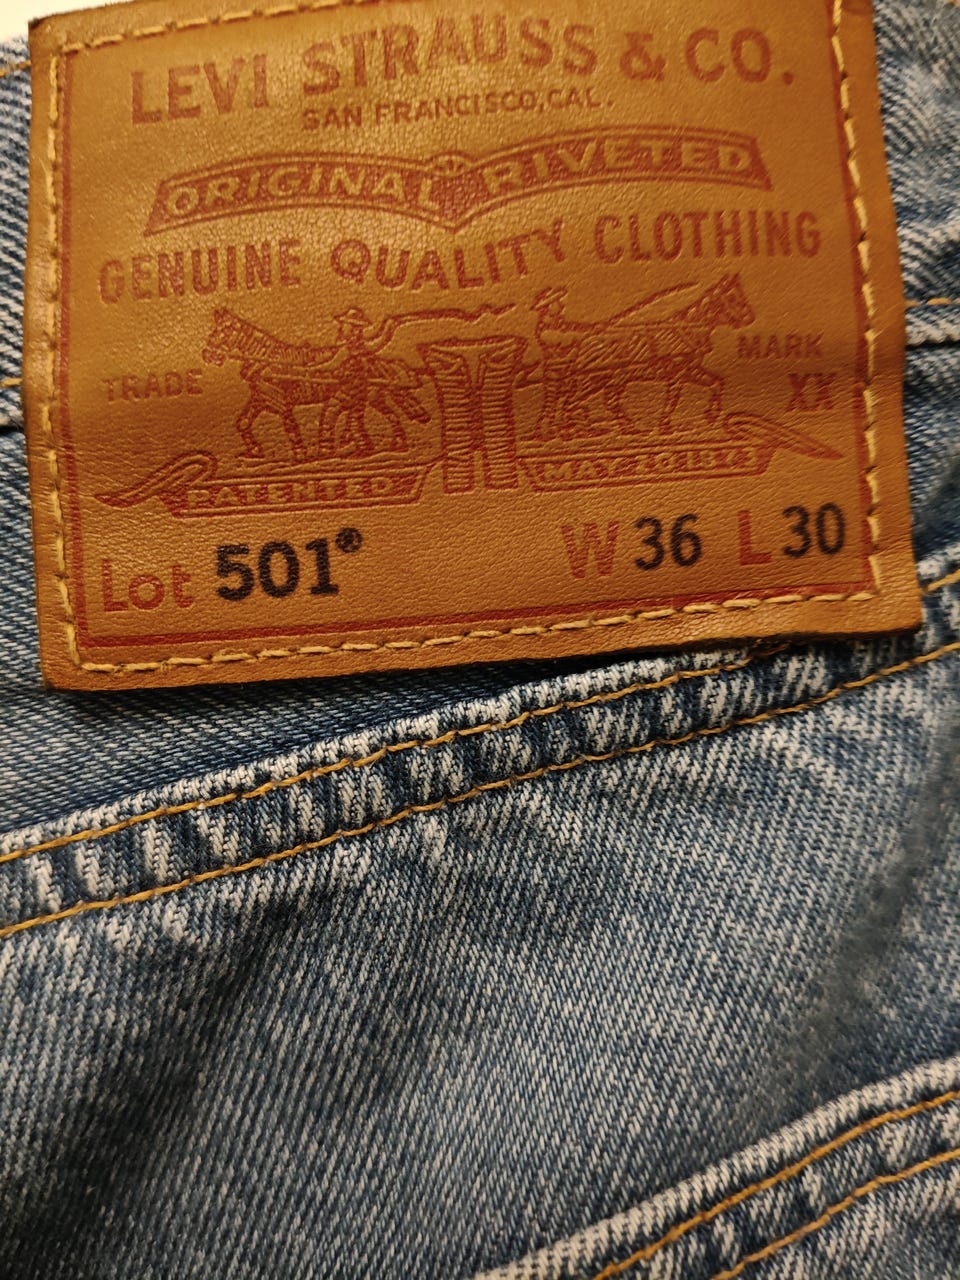 LEVI STRAUSS & CO.
SAN FRANCISCO, CAL.
ORIGINAL RIVETED
GENUINE QUALITY CLOTHING
TRADE MARK
XX
PATENTED MAY 20 1873
Lot 501® W 36 L 30